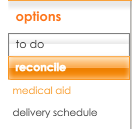 options
to do
reconcile
medical aid
delivery schedule